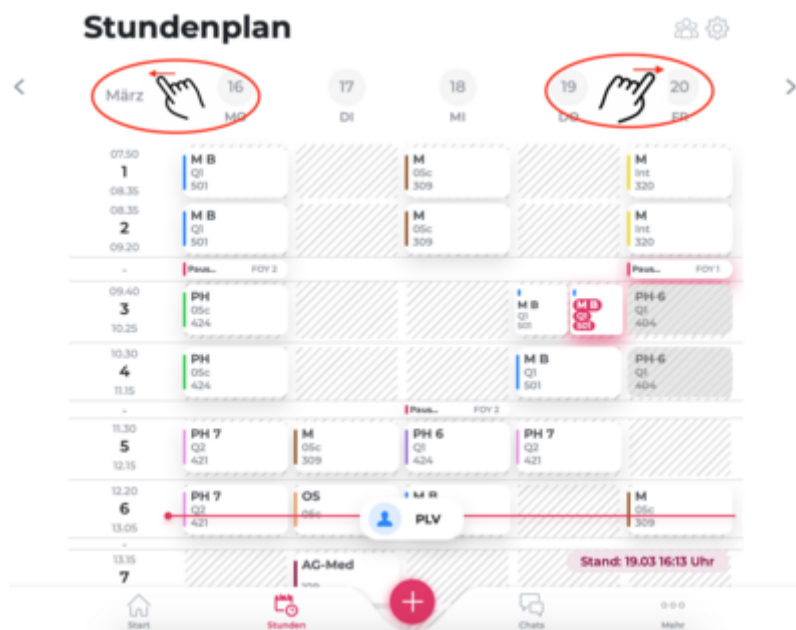 Stundenplan
März 16 17 18 19 20
MO DI MI DO FR
07.50
1
08.35
M B
Q1
501
M
05c
309
M
Int
320
08.35
2
09.20
M B
Q1
501
M
05c
309
M
Int
320
-
Paus... FOY 2
Paus... FOY 1
09.40
3
10.25
PH
05c
424
M B
Q1
501
M B
Q1
501
PH 6
Q1
404
10.30
4
11.15
PH
05c
424
M B
Q1
501
PH 6
Q1
404
-
Paus... FOY 2
11.30
5
12.15
PH 7
Q2
421
M
05c
309
PH 6
Q1
424
PH 7
Q2
421
12.20
6
13.05
PH 7
Q2
421
OS
05c
M B
PLV
M
05c
309
-
13.15
7
AG-Med
Stand: 19.03 16:13 Uhr
+
Start
Stunden
Chats
Mehr